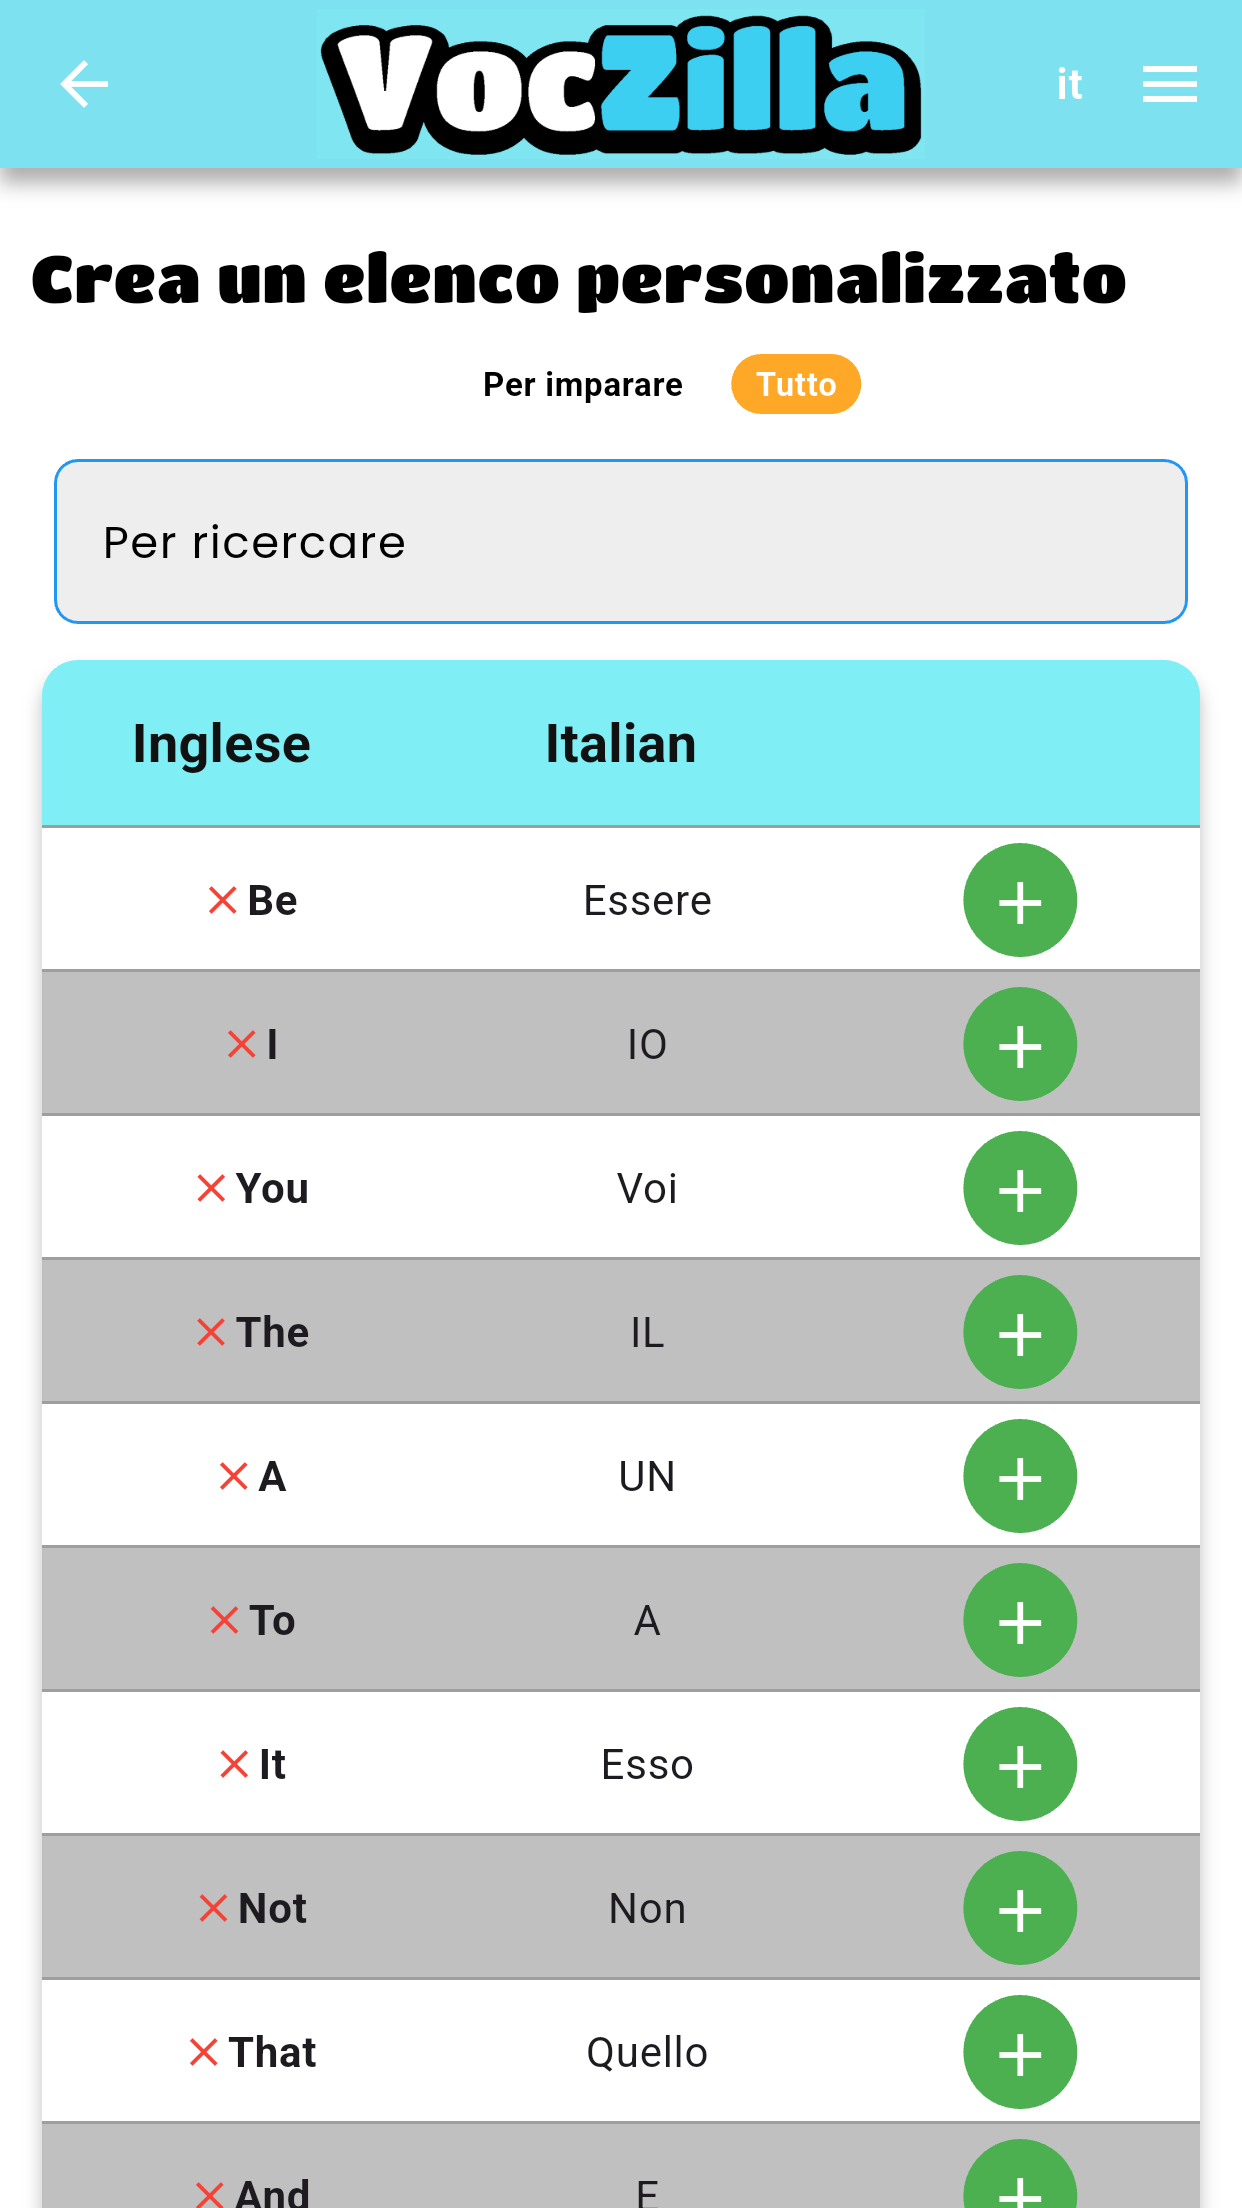 VocZilla
it
Crea un elenco personalizzato
Per imparare Tutto
Per ricercare
Inglese Italian
Be Essere
I IO
You Voi
The IL
A UN
To A
It Esso
Not Non
That Quello
And E